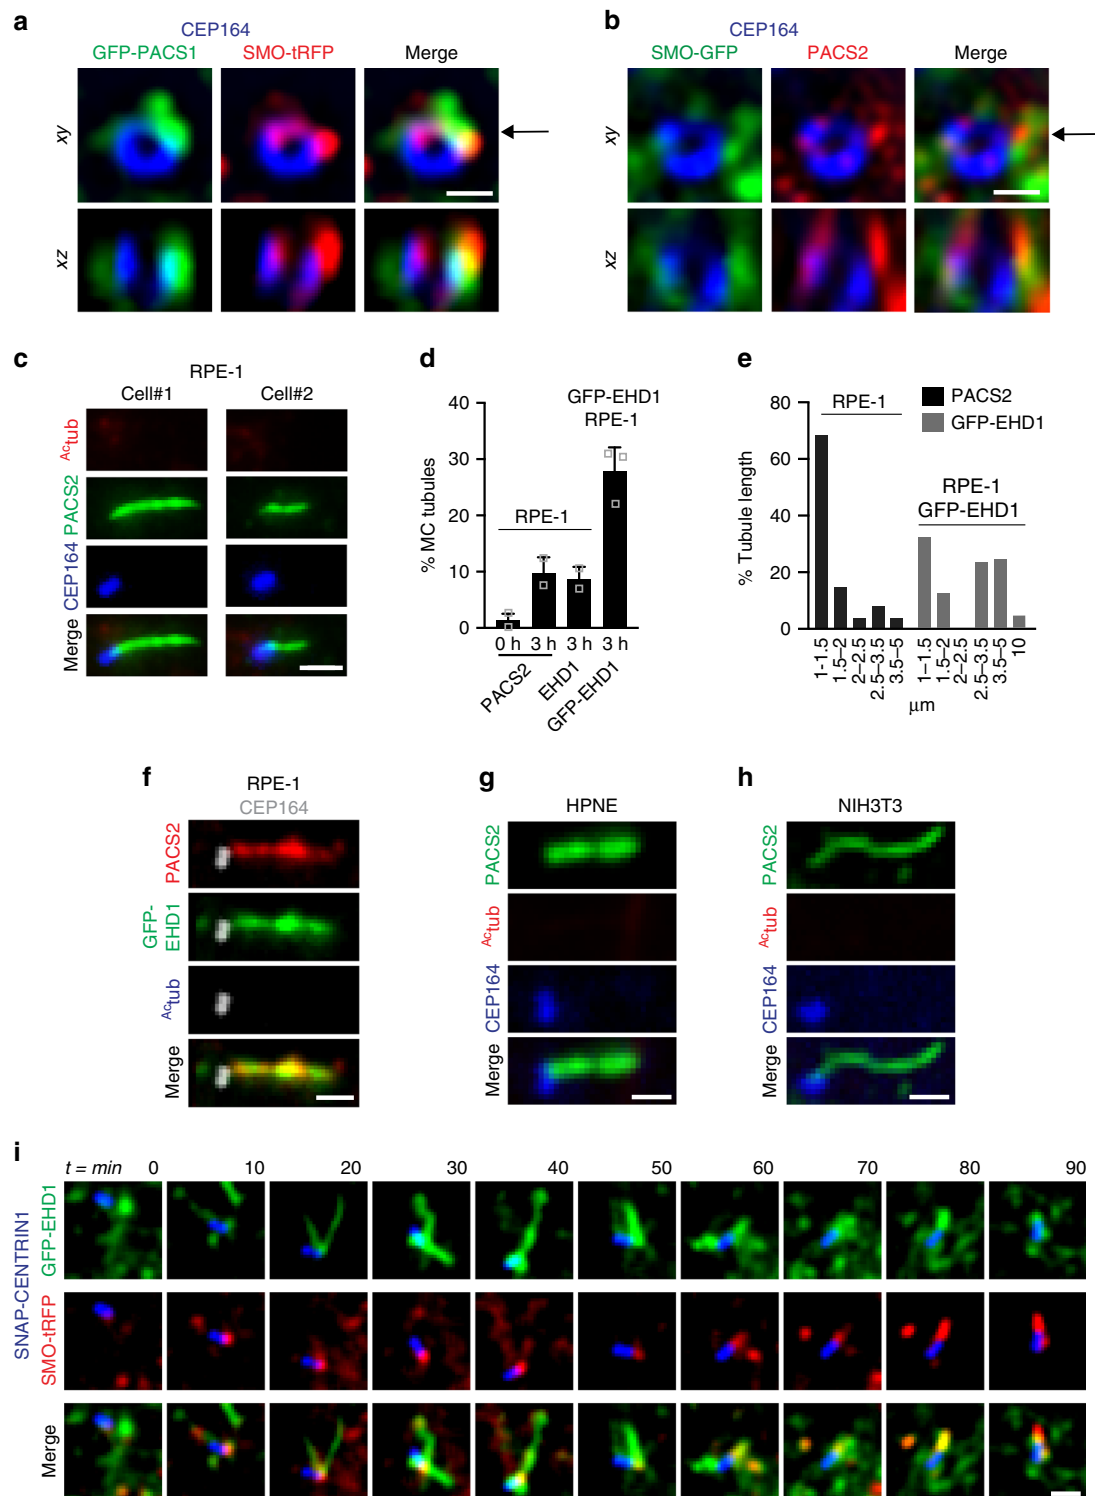 a
CEP164
GFP-PACS1 SMO-tRFP Merge
xy
xz
b
CEP164
SMO-GFP PACS2 Merge
xy
xz
c
RPE-1
Cell#1 Cell#2
Actub
PACS2
CEP164
Merge
d
GFP-EHD1
RPE-1
RPE-1
% MC tubules
40
30
20
10
0
0 h 3 h 3 h 3 h
PACS2 EHD1 GFP-EHD1
e
PACS2
GFP-EHD1
RPE-1
RPE-1
GFP-EHD1
% Tubule length
80
60
40
20
0
1-1.5 1.5–2 2–2.5 2.5–3.5 3.5–5 1–1.5 1.5–2 2–2.5 2.5–3.5 3.5–5 10
µm
f
RPE-1
CEP164
PACS2
GFP-
EHD1
Actub
Merge
g
HPNE
PACS2
Actub
CEP164
Merge
h
NIH3T3
PACS2
Actub
CEP164
Merge
i
t = min 0 10 20 30 40 50 60 70 80 90
SNAP-CENTRIN1
GFP-EHD1
SMO-tRFP
Merge